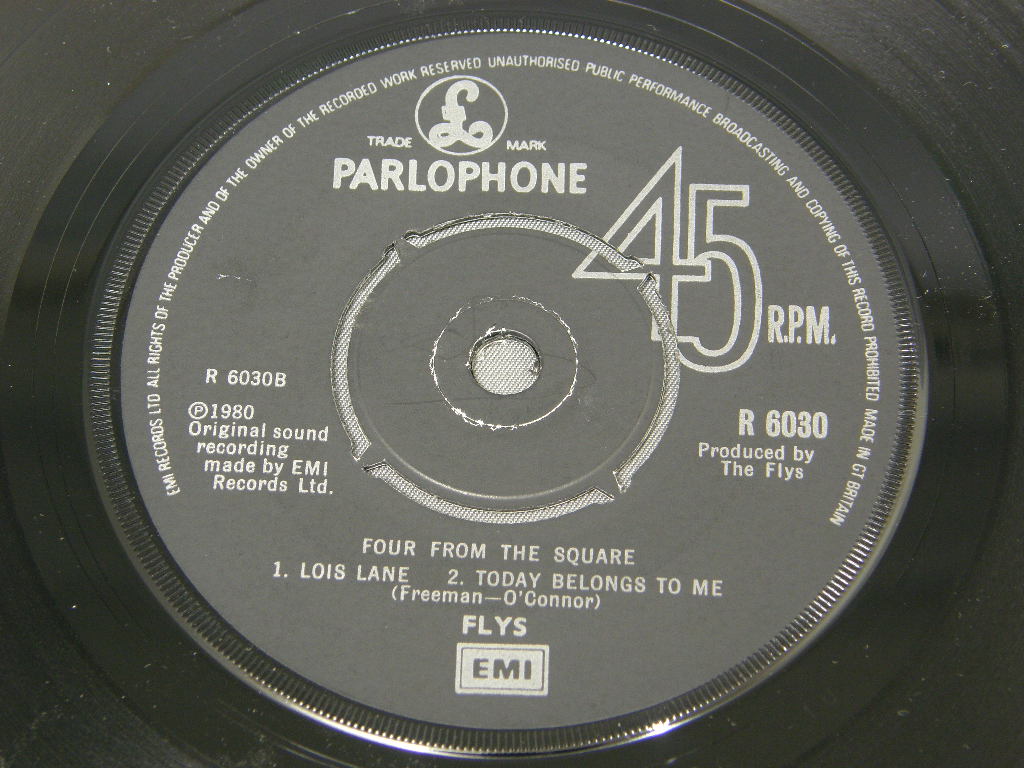 EMI RECORDS LTD ALL RIGHTS OF THE PRODUCER AND OF THE OWNER OF THE RECORDED WORK RESERVED UNAUTHORISED PUBLIC PERFORMANCE BROADCASTING AND COPYING OF THIS RECORD PROHIBITED MADE IN GT BRITAIN
£
TRADE MARK
PARLOPHONE
45 R.P.M.
R 6030B
℗1980
Original sound
recording
made by EMI
Records Ltd.
R 6030
Produced by
The Flys
FOUR FROM THE SQUARE
1. LOIS LANE 2. TODAY BELONGS TO ME
(Freeman—O'Connor)
FLYS
EMI